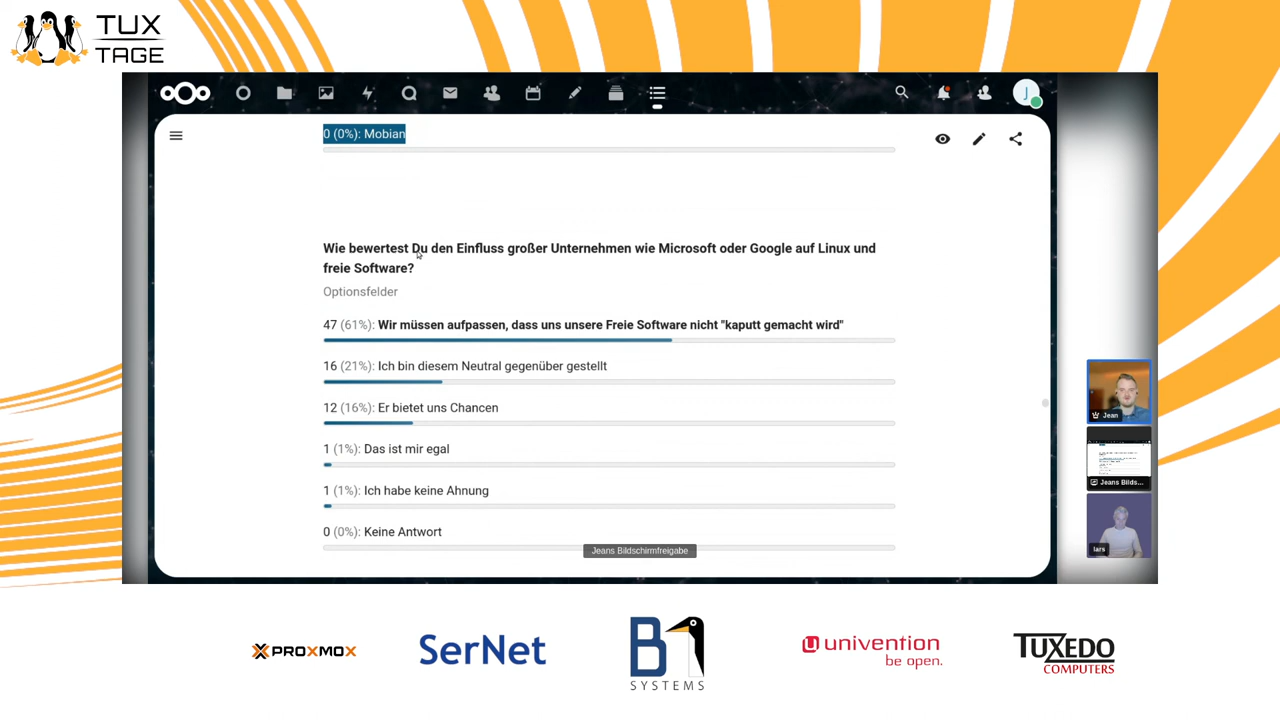 TUX
TAGE
J
0 (0%): Mobian
Wie bewertest Du den Einfluss großer Unternehmen wie Microsoft oder Google auf Linux und
freie Software?
Optionsfelder
47 (61%): Wir müssen aufpassen, dass uns unsere Freie Software nicht "kaputt gemacht wird"
16 (21%): Ich bin diesem Neutral gegenüber gestellt
12 (16%): Er bietet uns Chancen
1 (1%): Das ist mir egal
1 (1%): Ich habe keine Ahnung
0 (0%): Keine Antwort
Jeans Bildschirmfreigabe
Jean
Jeans Bilds...
lars
PROXMOX
SerNet
B1
SYSTEMS
univention
be open.
TUXEDO
COMPUTERS